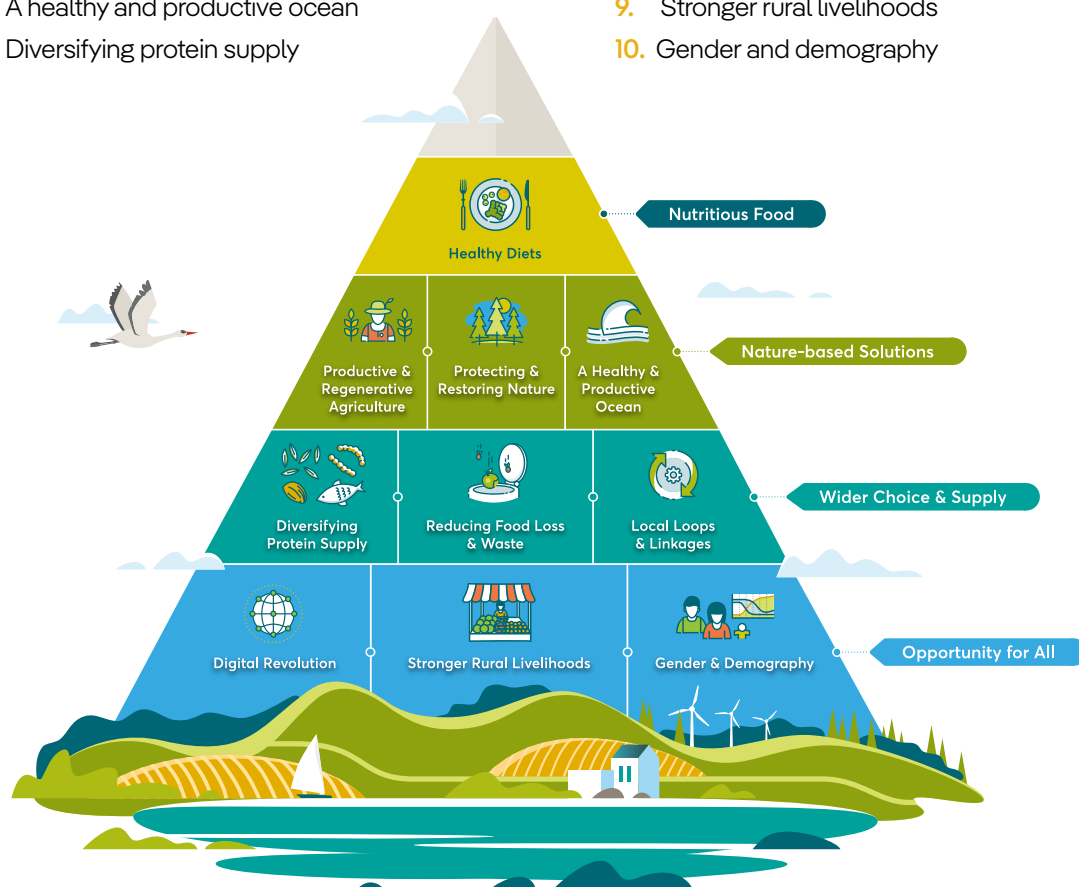 A healthy and productive ocean
Diversifying protein supply
9. Stronger rural livelihoods
10. Gender and demography
Healthy Diets
Nutritious Food
Productive &
Regenerative
Agriculture
Protecting &
Restoring Nature
A Healthy &
Productive
Ocean
Nature-based Solutions
Diversifying
Protein Supply
Reducing Food Loss
& Waste
Local Loops
& Linkages
Wider Choice & Supply
Digital Revolution
Stronger Rural Livelihoods
Gender & Demography
Opportunity for All